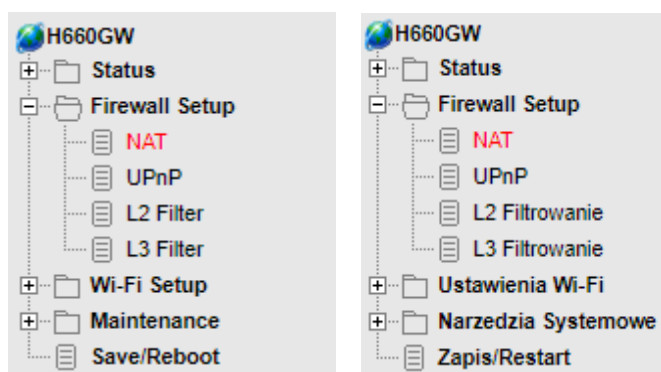 H660GW
Status
Firewall Setup
NAT
UPnP
L2 Filter
L3 Filter
Wi-Fi Setup
Maintenance
Save/Reboot
H660GW
Status
Firewall Setup
NAT
UPnP
L2 Filtrowanie
L3 Filtrowanie
Ustawienia Wi-Fi
Narzedzia Systemowe
Zapis/Restart